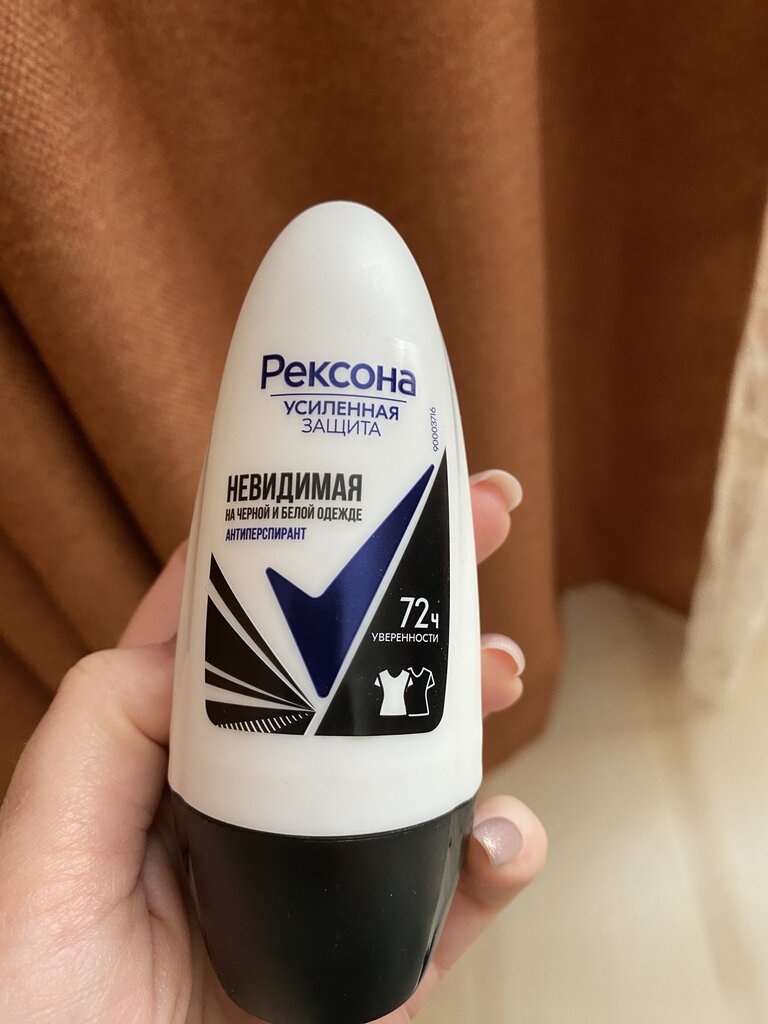 Рексона
УСИЛЕННАЯ
ЗАЩИТА
90003716
НЕВИДИМАЯ
НА ЧЕРНОЙ И БЕЛОЙ ОДЕЖДЕ
АНТИПЕРСПИРАНТ
72ч
УВЕРЕННОСТИ